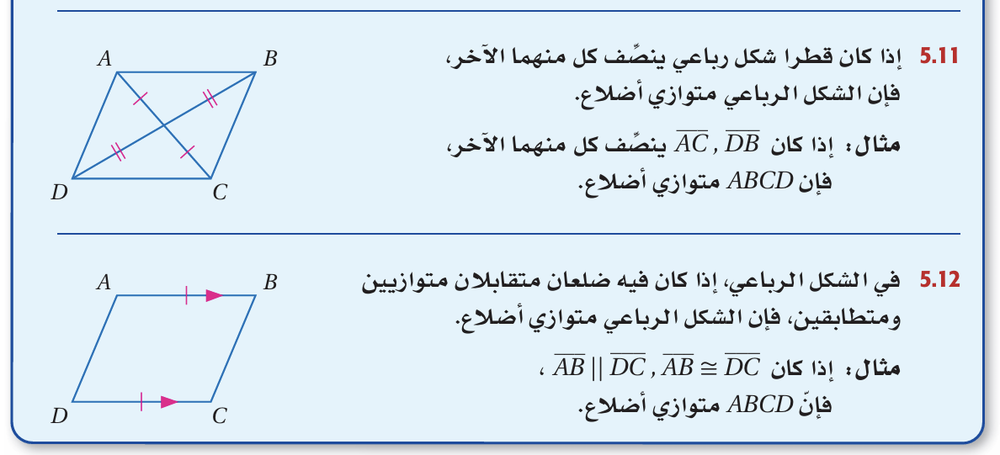 5.11 إذا كان قطرا شكل رباعي ينصِّف كل منهما الآخر،
فإن الشكل الرباعي متوازي أضلاع.
مثال: إذا كان AC, DB ينصِّف كل منهما الآخر،
فإن ABCD متوازي أضلاع.
A
B
D
C
5.12 في الشكل الرباعي، إذا كان فيه ضلعان متقابلان متوازيين
ومتطابقين، فإن الشكل الرباعي متوازي أضلاع.
مثال: إذا كان AB || DC, AB ≅ DC ،
فإنّ ABCD متوازي أضلاع.
A
B
D
C